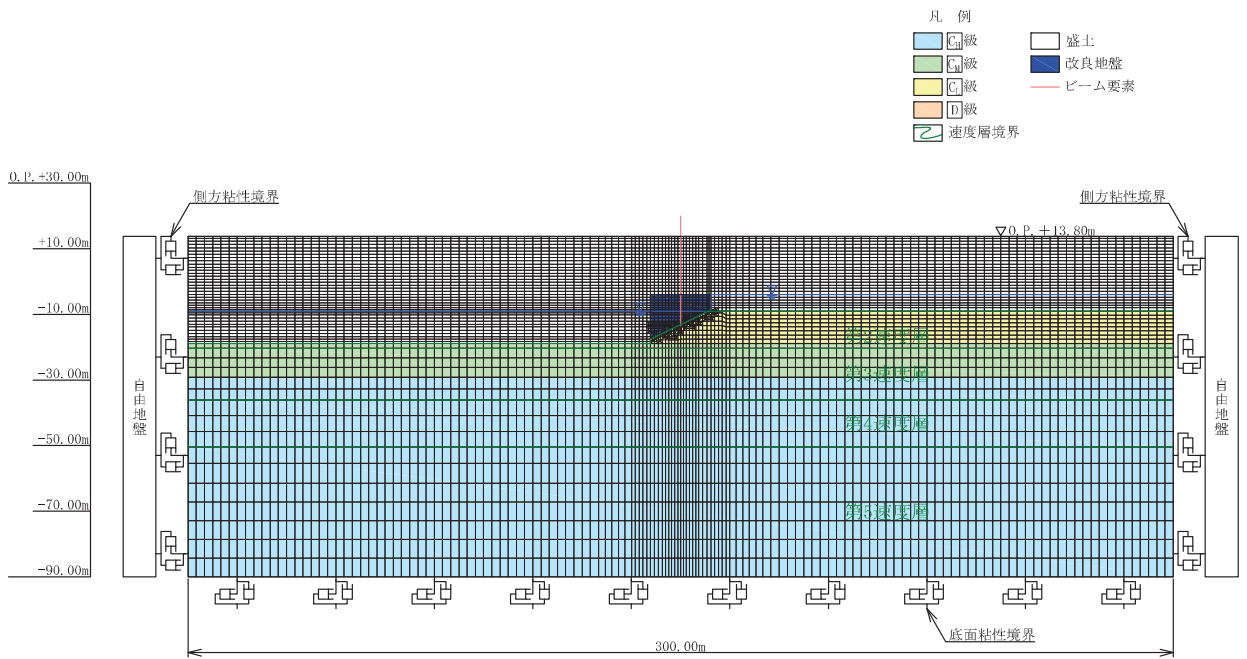 凡 例
CH級
CM級
CL級
D級
速度層境界
盛土
改良地盤
ビーム要素
O.P.+30.00m
+10.00m
-10.00m
-30.00m
-50.00m
-70.00m
-90.00m
側方粘性境界
側方粘性境界
▽O.P.+13.80m
自由地盤
自由地盤
第2速度層
第3速度層
第4速度層
第5速度層
底面粘性境界
300.00m